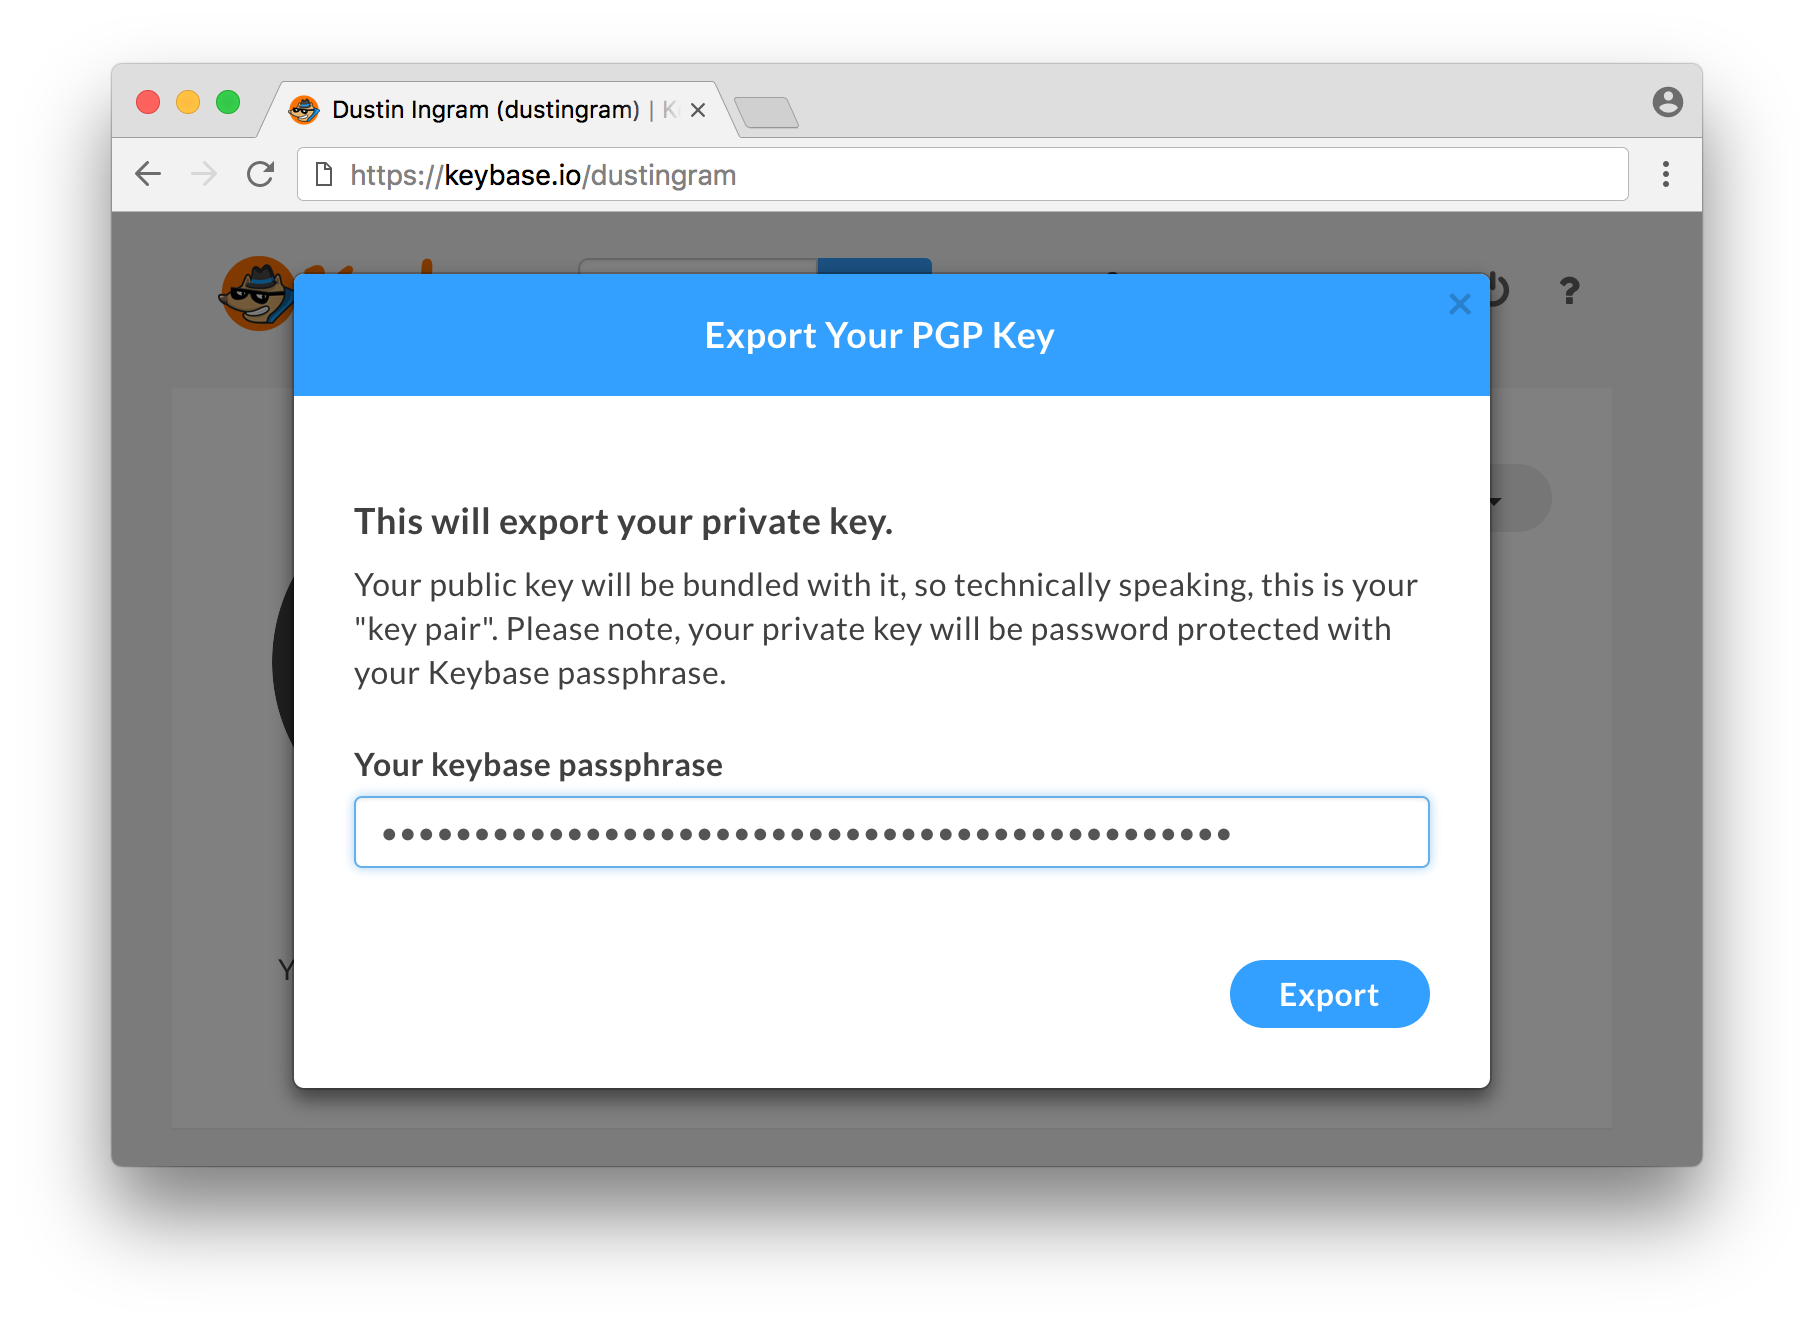 Dustin Ingram (dustingram) | K
https://keybase.io/dustingram
?
Export Your PGP Key
This will export your private key.
Your public key will be bundled with it, so technically speaking, this is your
"key pair". Please note, your private key will be password protected with
your Keybase passphrase.
Your keybase passphrase
••••••••••••••••••••••••••••••••••••••••••••••
Y
Export